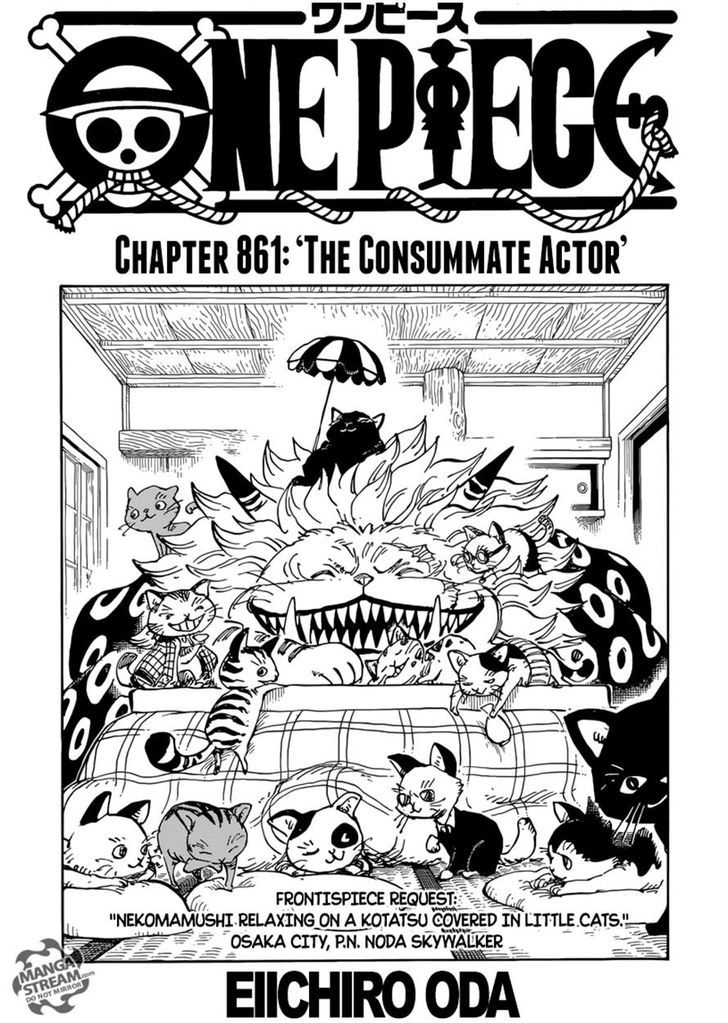 ワンピース
ONE PIECE
CHAPTER 861: ‘THE CONSUMMATE ACTOR’
FRONTISPIECE REQUEST:
"NEKOMAMUSHI RELAXING ON A KOTATSU COVERED IN LITTLE CATS."
OSAKA CITY, P.N. NODA SKYWALKER
MANGA
STREAM.com
DO NOT MIRROR
EIICHIRO ODA